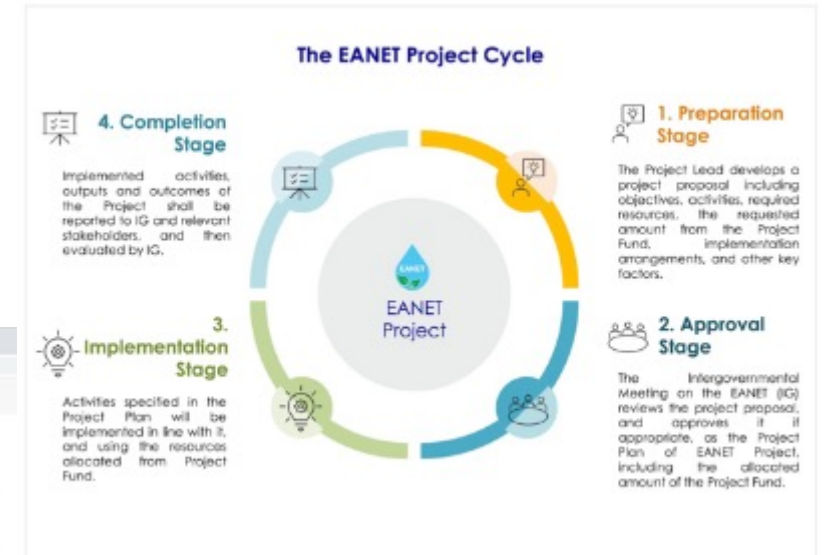 The EANET Project Cycle
1. Preparation
Stage
The Project Lead develops a
project proposal including
objectives, activities, required
resources, the requested
amount from the Project
Fund, implementation
arrangements, and other key
factors.
2. Approval
Stage
The Intergovernmental
Meeting on the EANET (IG)
reviews the project proposal,
and approves it if
appropriate, as the Project
Plan of EANET Project,
including the allocated
amount of the Project Fund.
3.
Implementation
Stage
Activities specified in the
Project Plan will be
implemented in line with it,
and using the resources
allocated from Project
Fund.
4. Completion
Stage
Implemented activities,
outputs and outcomes of
the Project shall be
reported to IG and relevant
stakeholders, and then
evaluated by IG.
EANET
EANET
Project